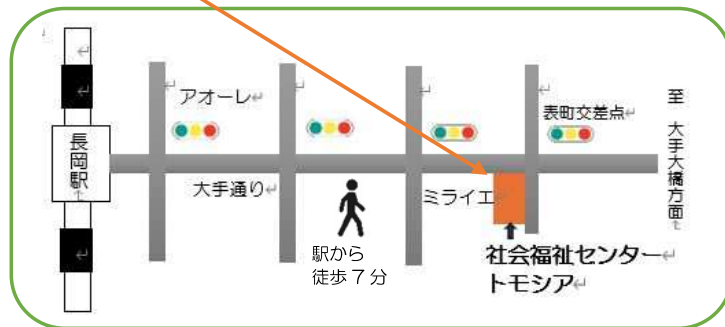 アオーレ
表町交差点
至 大手大橋方面
長岡駅
大手通り
ミライエ
駅から
徒歩７分
社会福祉センター
トモシア